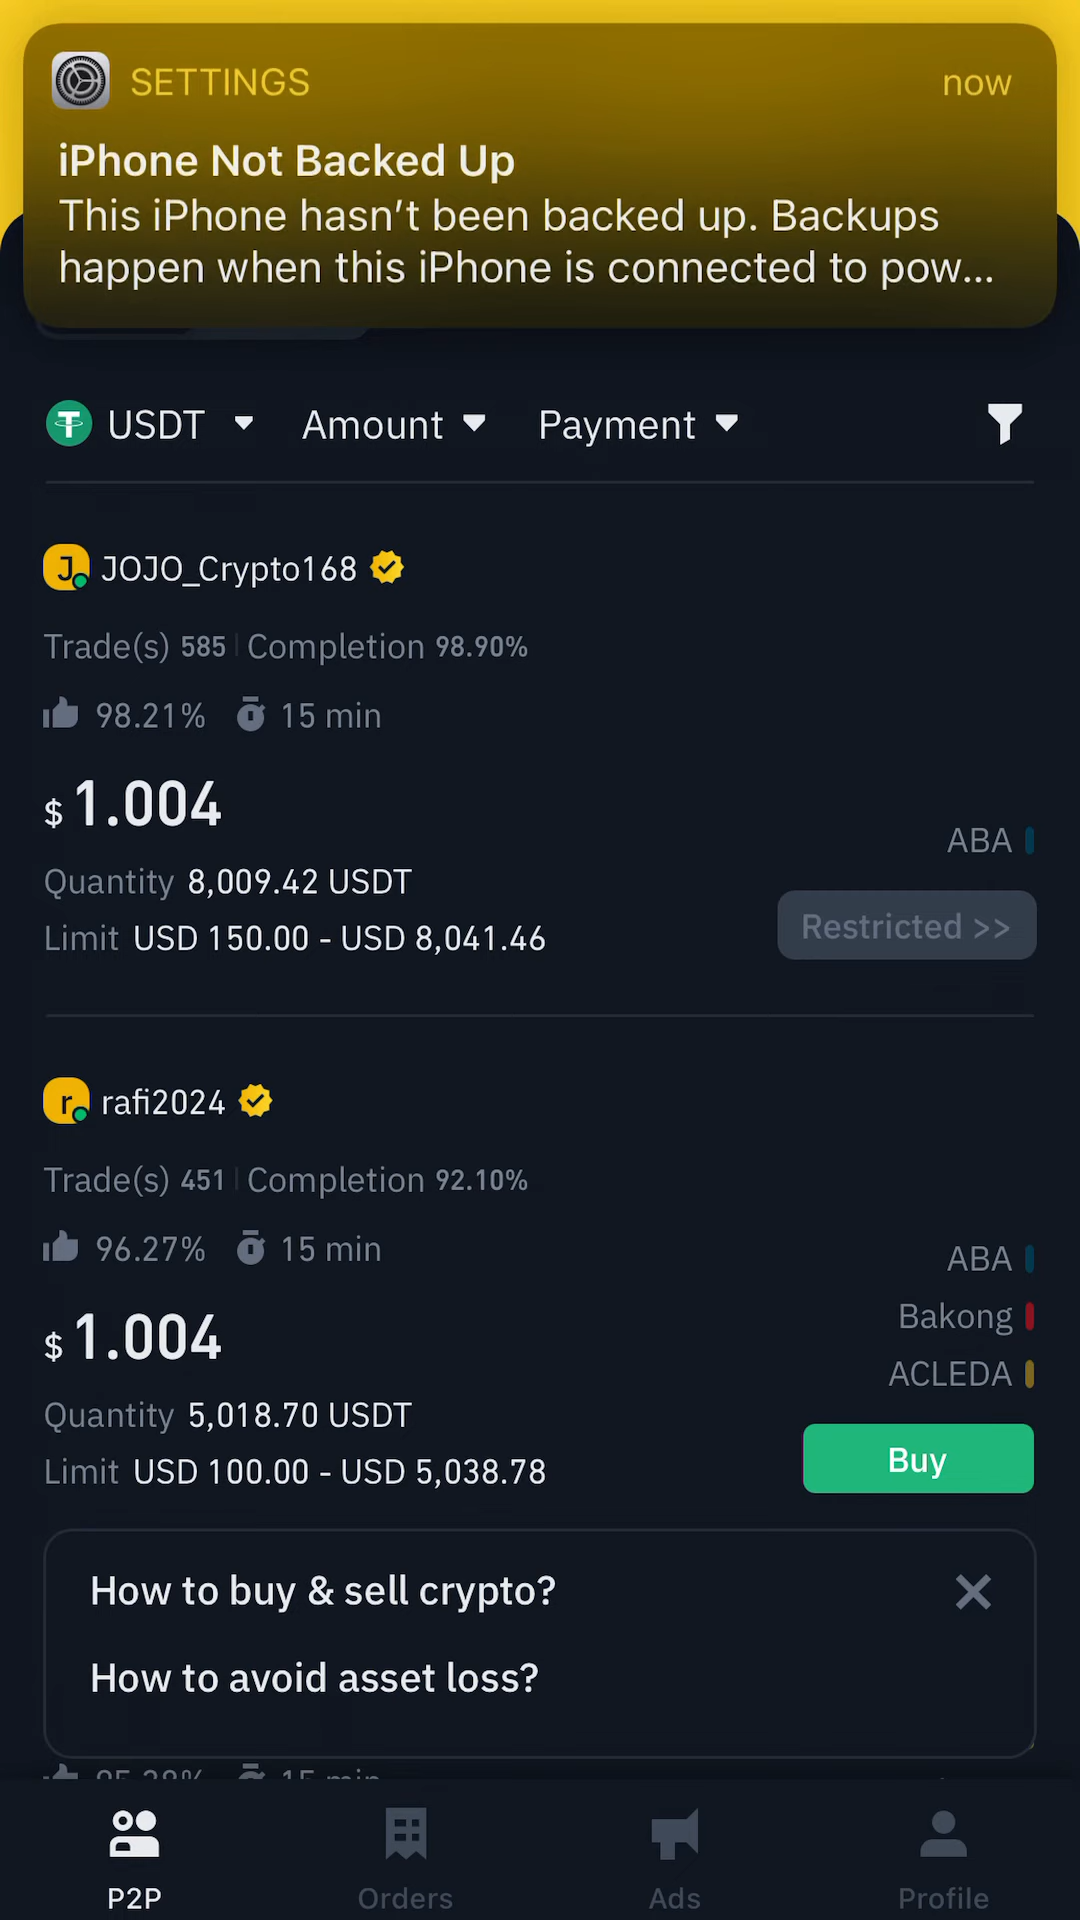 SETTINGS now
iPhone Not Backed Up
This iPhone hasn't been backed up. Backups
happen when this iPhone is connected to pow...
USDT Amount Payment
J JOJO_Crypto168
Trade(s) 585 Completion 98.90%
98.21% 15 min
$ 1.004
ABA
Quantity 8,009.42 USDT
Limit USD 150.00 - USD 8,041.46
Restricted >>
r rafi2024
Trade(s) 451 Completion 92.10%
96.27% 15 min
ABA
$ 1.004
Bakong
ACLEDA
Quantity 5,018.70 USDT
Limit USD 100.00 - USD 5,038.78
Buy
How to buy & sell crypto?
How to avoid asset loss?
15 min
P2P Orders Ads Profile